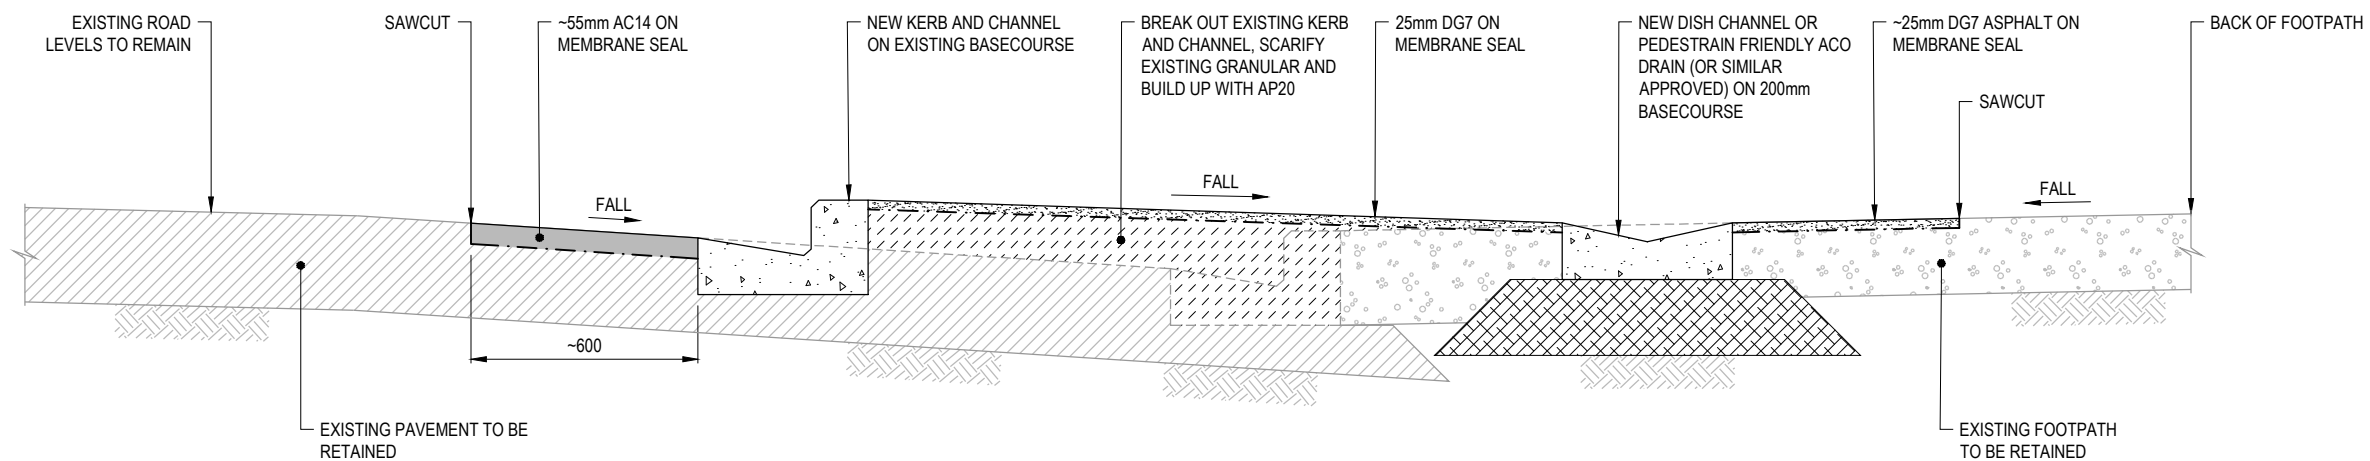 EXISTING ROAD
LEVELS TO REMAIN
SAWCUT
~55mm AC14 ON
MEMBRANE SEAL
NEW KERB AND CHANNEL
ON EXISTING BASECOURSE
BREAK OUT EXISTING KERB
AND CHANNEL, SCARIFY
EXISTING GRANULAR AND
BUILD UP WITH AP20
25mm DG7 ON
MEMBRANE SEAL
NEW DISH CHANNEL OR
PEDESTRAIN FRIENDLY ACO
DRAIN (OR SIMILAR
APPROVED) ON 200mm
BASECOURSE
~25mm DG7 ASPHALT ON
MEMBRANE SEAL
BACK OF FOOTPATH
SAWCUT
FALL
FALL
FALL
~600
EXISTING PAVEMENT TO BE
RETAINED
EXISTING FOOTPATH
TO BE RETAINED